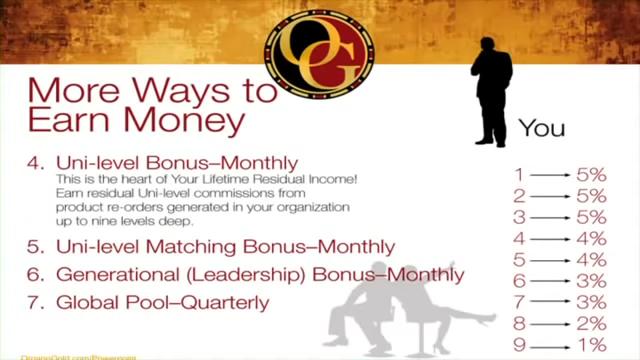 OG
More Ways to
Earn Money
You
4. Uni-level Bonus–Monthly
This is the heart of Your Lifetime Residual Income!
Earn residual Uni-level commissions from
product re-orders generated in your organization
up to nine levels deep.
5. Uni-level Matching Bonus–Monthly
6. Generational (Leadership) Bonus–Monthly
7. Global Pool–Quarterly
1 → 5%
2 → 5%
3 → 5%
4 → 4%
5 → 4%
6 → 3%
7 → 3%
8 → 2%
9 → 1%
OrganoGold.com/Powerpoint